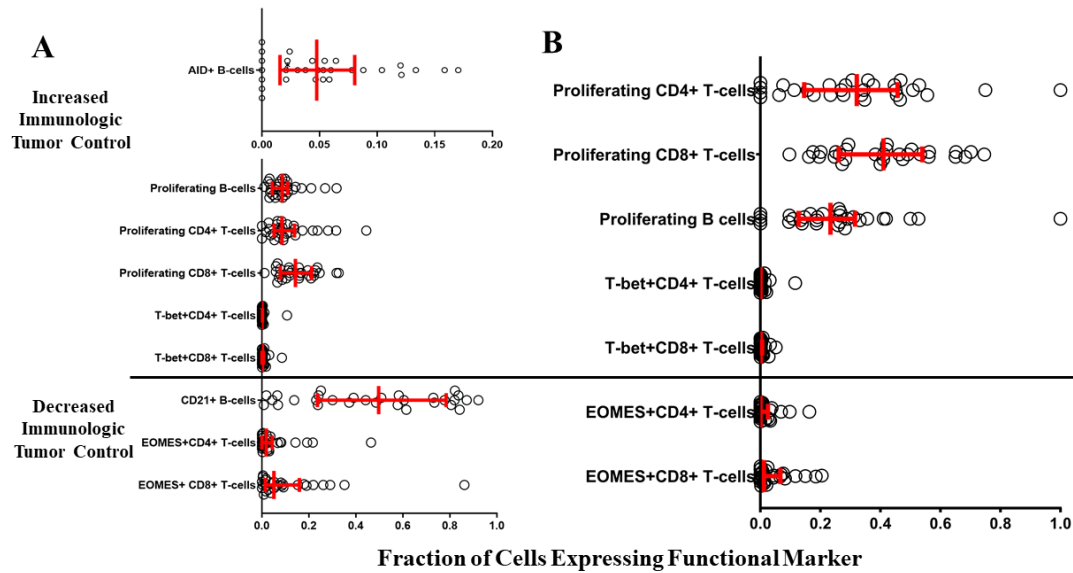 A
B
Increased
Immunologic
Tumor Control
AID+ B-cells
0.00 0.05 0.10 0.15 0.20
Proliferating B-cells
Proliferating CD4+ T-cells
Proliferating CD8+ T-cells
T-bet+CD4+ T-cells
T-bet+CD8+ T-cells
Decreased
Immunologic
Tumor Control
CD21+ B-cells
EOMES+CD4+ T-cells
EOMES+ CD8+ T-cells
0.0 0.2 0.4 0.6 0.8 1.0
Proliferating CD4+ T-cells
Proliferating CD8+ T-cells
Proliferating B cells
T-bet+CD4+ T-cells
T-bet+CD8+ T-cells
EOMES+CD4+ T-cells
EOMES+CD8+ T-cells
0.0 0.2 0.4 0.6 0.8 1.0
Fraction of Cells Expressing Functional Marker